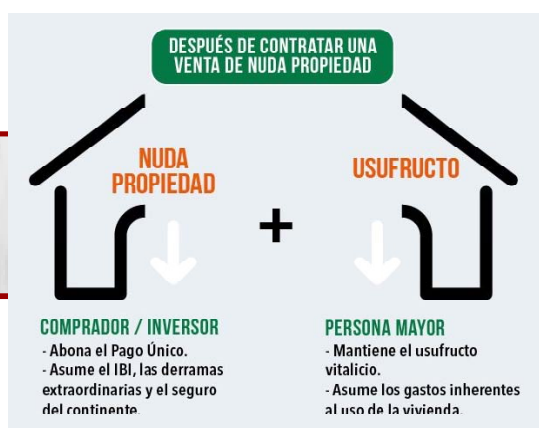 DESPUÉS DE CONTRATAR UNA
VENTA DE NUDA PROPIEDAD
NUDA
PROPIEDAD
+
USUFRUCTO
COMPRADOR / INVERSOR
- Abona el Pago Único.
- Asume el IBI, las derramas
extraordinarias y el seguro
del continente.
PERSONA MAYOR
- Mantiene el usufructo
vitalicio.
- Asume los gastos inherentes
al uso de la vivienda.